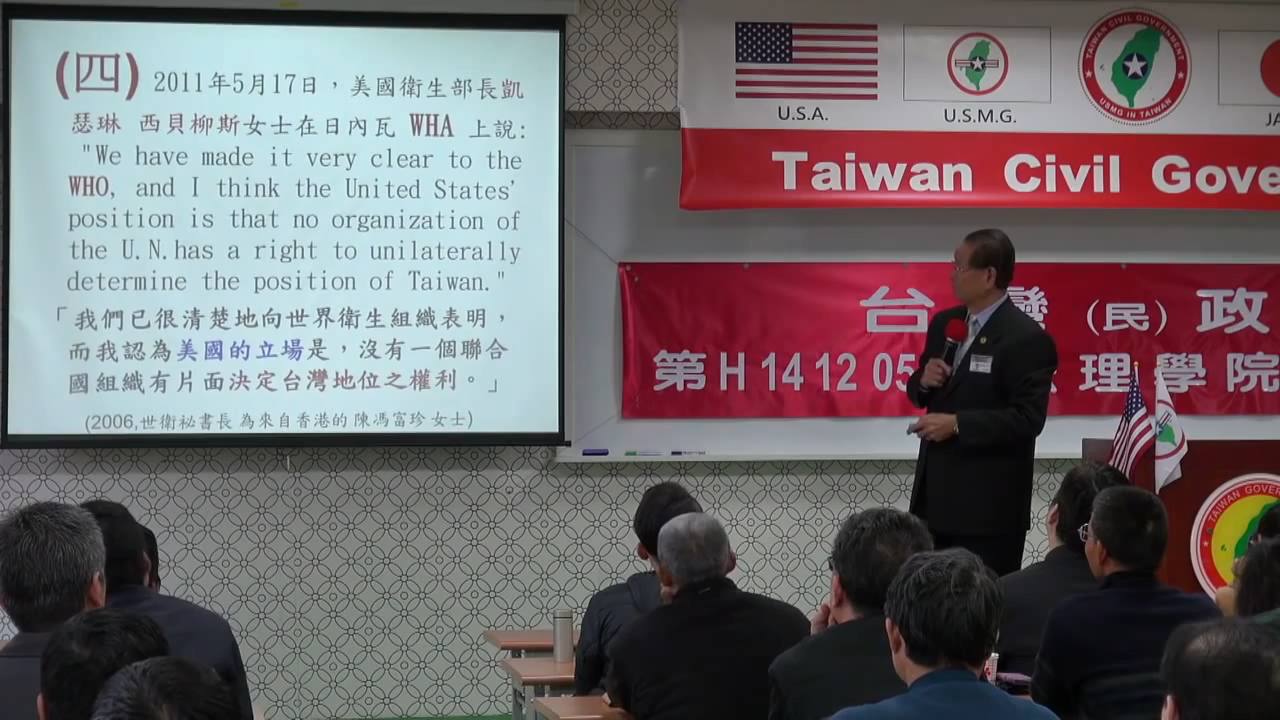 (四) 2011年5月17日，美國衛生部長凱
瑟琳 西貝柳斯女士在日內瓦 WHA 上說:
"We have made it very clear to the
WHO, and I think the United States'
position is that no organization of
the U.N.has a right to unilaterally
determine the position of Taiwan."
「我們已很清楚地向世界衛生組織表明，
而我認為美國的立場是，沒有一個聯合
國組織有片面決定台灣地位之權利。」
(2006,世衛秘書長 為來自香港的 陳馮富珍 女士)
U.S.A.
U.S.M.G.
TAIWAN CIVIL GOVERNMENT
USMG IN TAIWAN
JA
Taiwan Civil Gove
台灣（民）政
第H 14 12 05 理學院
TAIWAN GOVER